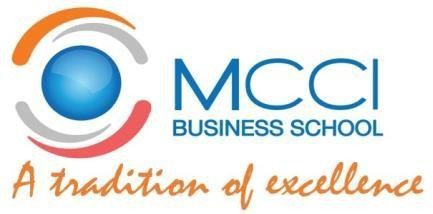 MCCI
BUSINESS SCHOOL
A tradition of excellence